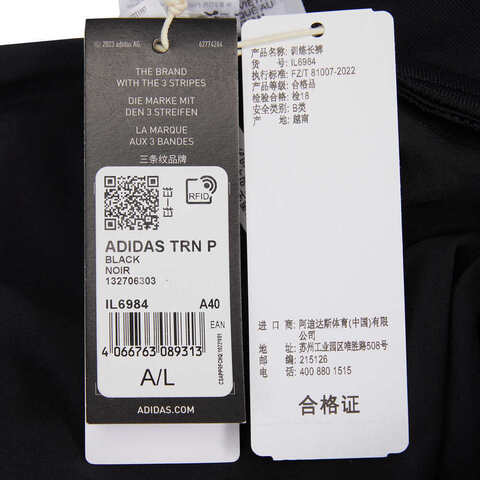 © 2023 adidas AG
62774264
THE BRAND
WITH THE 3 STRIPES
DIE MARKE MIT
DEN 3 STREIFEN
LA MARQUE
AUX 3 BANDES
三条纹品牌
RFID
ADIDAS TRN P
BLACK
NOIR
132706303
IL6984
A40
EAN
4 066763 089313
A/L
ADIDAS.COM
产品名称: 训练长裤
货号: IL6984
执行标准: FZ/T 81007-2022
产品等级: 合格品
检验合格: 检18
安全类别: B类
产地: 越南
进口商: 阿迪达斯体育(中国)有限
公司
地址: 苏州工业园区唯胜路508号
邮编: 215126
电话: 400 880 1515
合格证